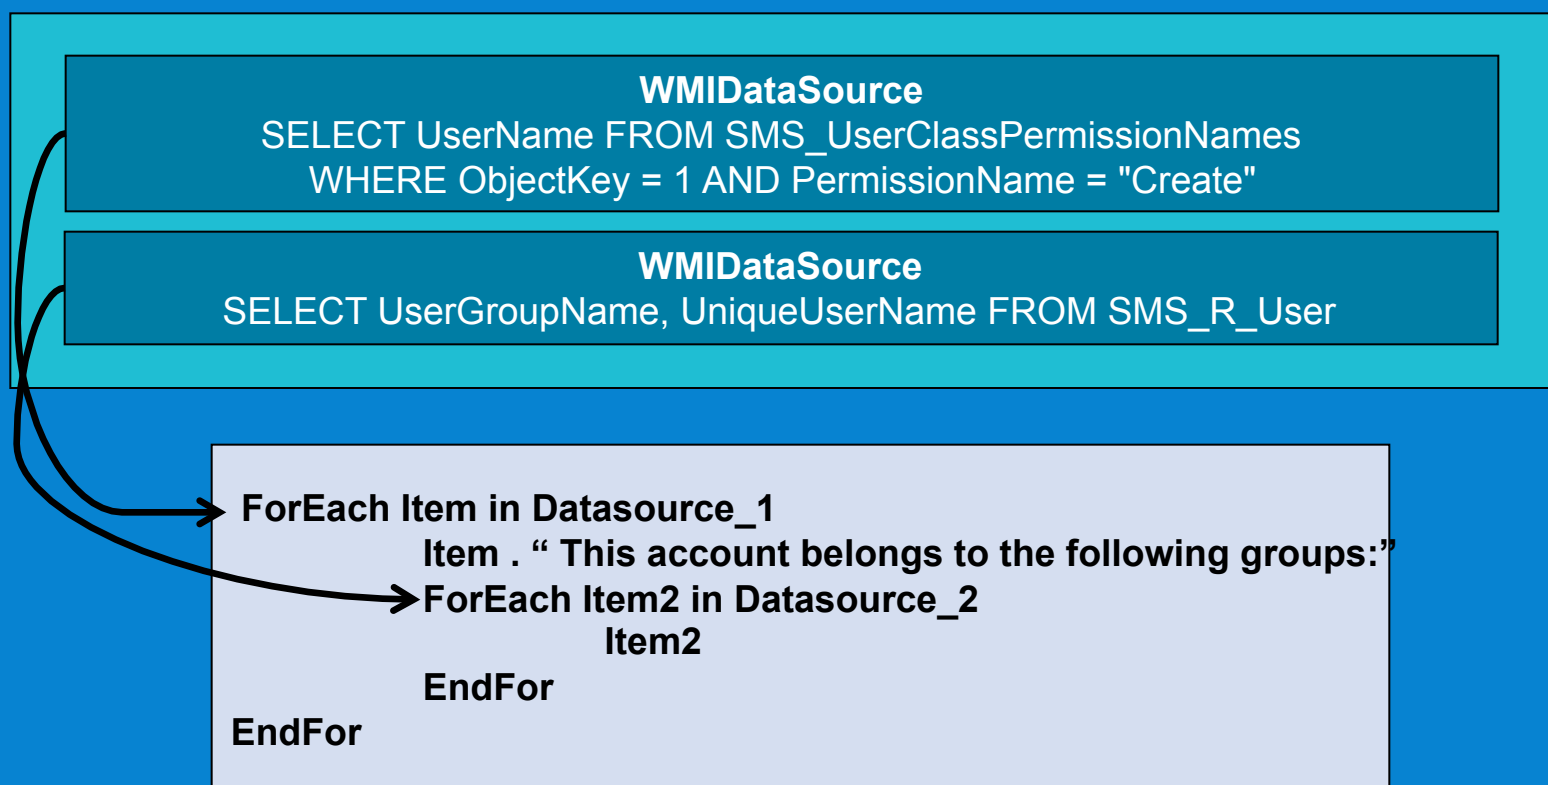 WMIDataSource
SELECT UserName FROM SMS_UserClassPermissionNames
WHERE ObjectKey = 1 AND PermissionName = "Create"
WMIDataSource
SELECT UserGroupName, UniqueUserName FROM SMS_R_User
ForEach Item in Datasource_1
Item . “ This account belongs to the following groups:”
ForEach Item2 in Datasource_2
Item2
EndFor
EndFor